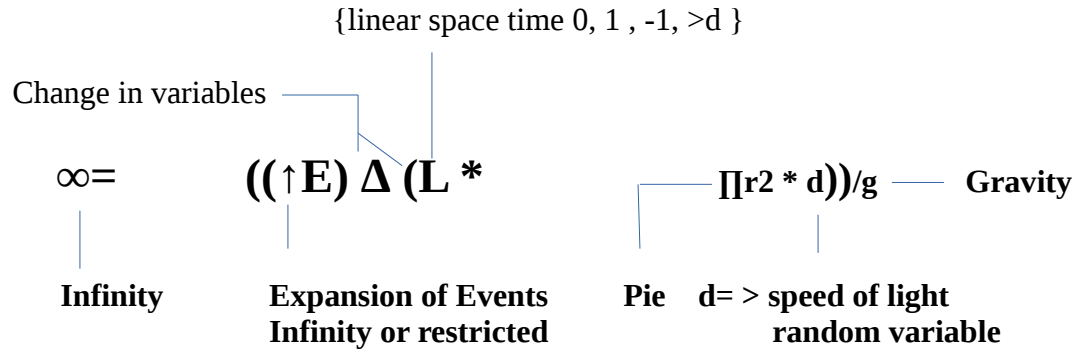 {linear space time 0, 1 , -1, >d }
Change in variables
∞= ((↑E) Δ (L * ∏r2 * d))/g Gravity
Infinity Expansion of Events Pie d= > speed of light
Infinity or restricted random variable